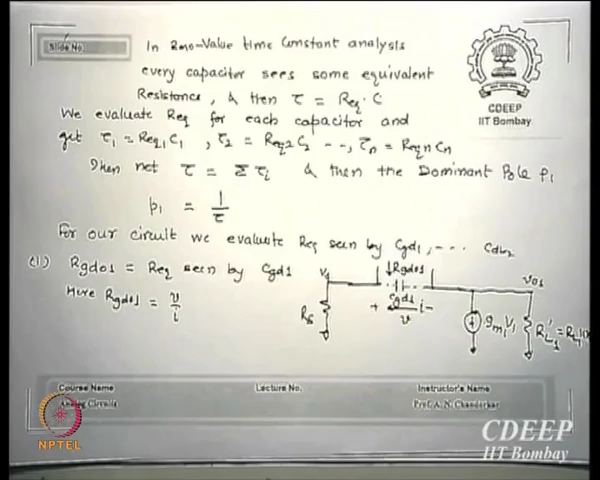 Slide No.
In Zero-Value time Constant analysis
every capacitor sees some equivalent
Resistance, & then τ = Req · C
We evaluate Req for each capacitor and
get τ1 = Req1 C1 , τ2 = Req2 C2 --, τn = Reqn Cn
Then net τ = Σ τi & then the Dominant Pole p1
p1 = 1/τ
For our circuit we evaluate Req seen by Cgd1, ---- Cdb2
(1) Rgdo1 = Req seen by Cgd1
Here Rgdo1 = v/i
V1
↓Rgdo1
Vo1
Rs
+ Cgd1 i -
v
gm1 V1
CDEEP
IIT Bombay
Course Name
Analog Circuits
Lecture No.
Instructor's Name
Prof. A. N. Chandorkar
NPTEL
CDEEP
IIT Bombay